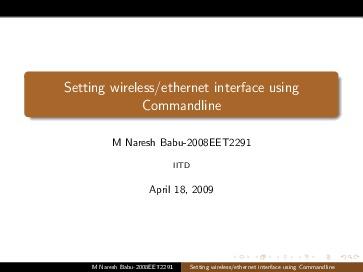 Setting wireless/ethernet interface using
Commandline
M Naresh Babu-2008EET2291
IITD
April 18, 2009
M Naresh Babu-2008EET2291 Setting wireless/ethernet interface using Commandline